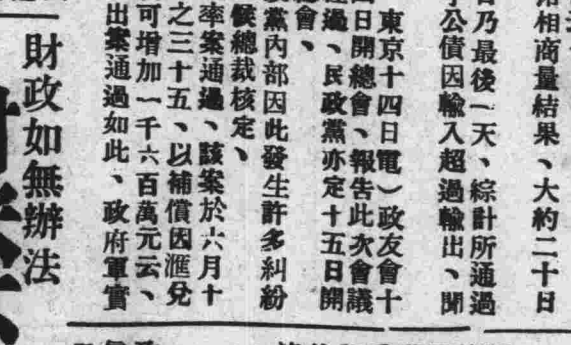 洛相商量結果、大約二十日
日乃最後一天、綜計所通過
公債因輸入超過輸出、聞
東京十四日電）政友會十
日開總會、報告此次會議
經過、民政黨亦定十五日開
總會、
黨內部因此發生許多糾紛
候總裁核定、
率案通過、該案於六月十
之三十五、以補償因滙兌
可增加一千六百萬元云、
出案通過如此、政府軍實
財政如無辦法